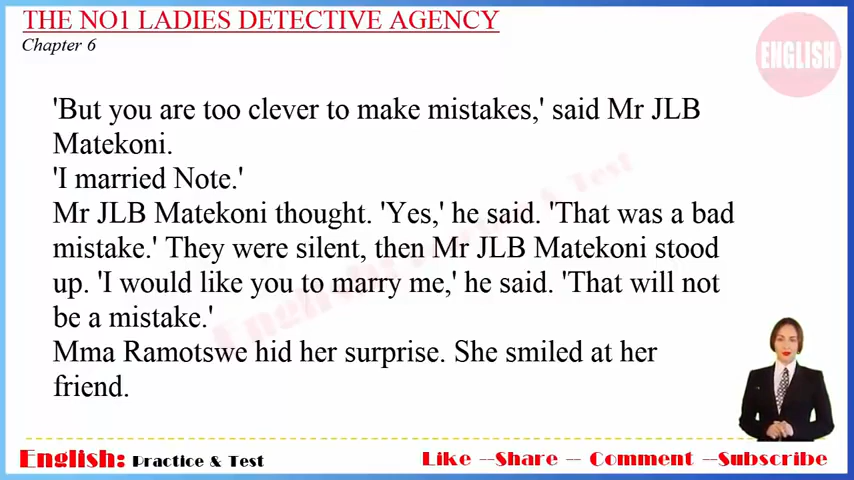 THE NO1 LADIES DETECTIVE AGENCY
Chapter 6
ENGLISH
'But you are too clever to make mistakes,' said Mr JLB
Matekoni.
'I married Note.'
Mr JLB Matekoni thought. 'Yes,' he said. 'That was a bad
mistake.' They were silent, then Mr JLB Matekoni stood
up. 'I would like you to marry me,' he said. 'That will not
be a mistake.'
Mma Ramotswe hid her surprise. She smiled at her
friend.
English: Practice & Test
Like --Share -- Comment --Subscribe